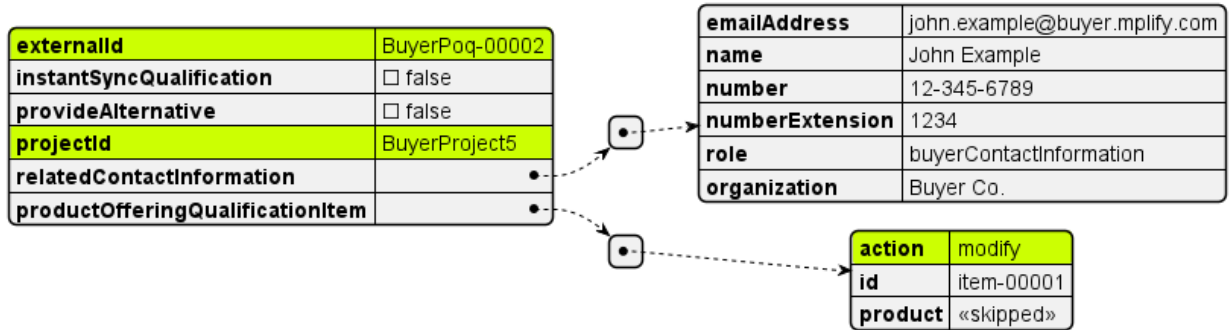 externalId BuyerPoq-00002
instantSyncQualification ☐ false
provideAlternative ☐ false
projectId BuyerProject5
relatedContactInformation
productOfferingQualificationItem
emailAddress john.example@buyer.mplify.com
name John Example
number 12-345-6789
numberExtension 1234
role buyerContactInformation
organization Buyer Co.
action modify
id item-00001
product «skipped»